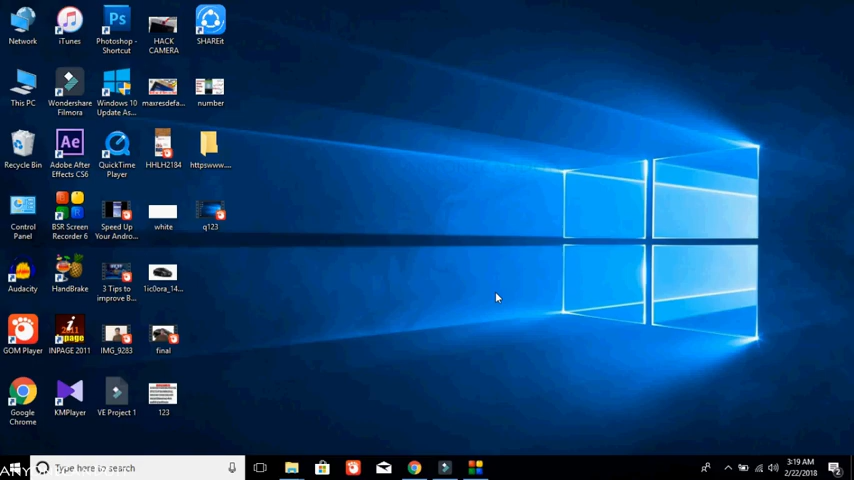 Network
iTunes
Ps
Photoshop -
Shortcut
HACK
CAMERA
SHAREit
This PC
Wondershare
Filmora
Windows 10
Update As...
maxresdefa...
number
Recycle Bin
Ae
Adobe After
Effects CS6
QuickTime
Player
HHLH2184
httpswww....
Control
Panel
BSR Screen
Recorder 6
Speed Up
Your Andro...
white
q123
Audacity
HandBrake
3 Tips to
improve B...
1ic0ora_14...
GOM Player
INPAGE 2011
IMG_9283
final
Google
Chrome
KMPlayer
VE Project 1
123
Type here to search
3:19 AM
2/22/2018
2